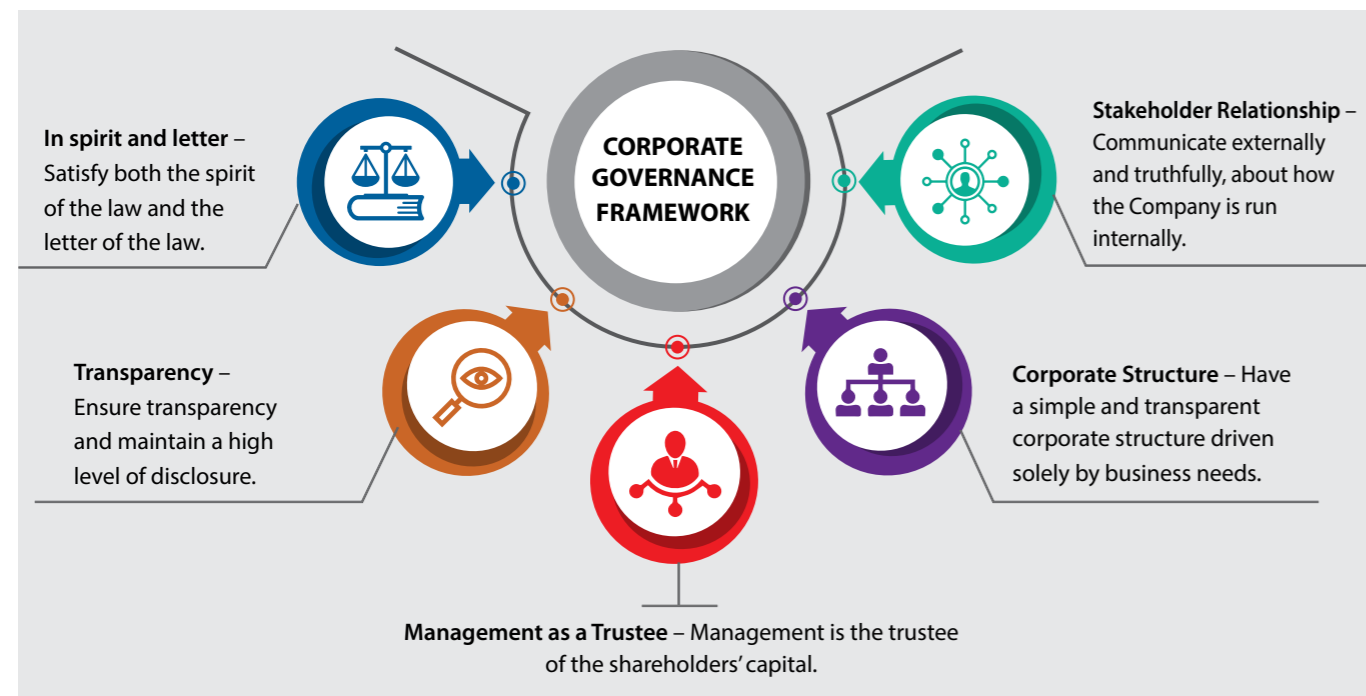 CORPORATE
GOVERNANCE
FRAMEWORK
In spirit and letter –
Satisfy both the spirit
of the law and the
letter of the law.
Stakeholder Relationship –
Communicate externally
and truthfully, about how
the Company is run
internally.
Transparency –
Ensure transparency
and maintain a high
level of disclosure.
Corporate Structure – Have
a simple and transparent
corporate structure driven
solely by business needs.
Management as a Trustee – Management is the trustee
of the shareholders’ capital.